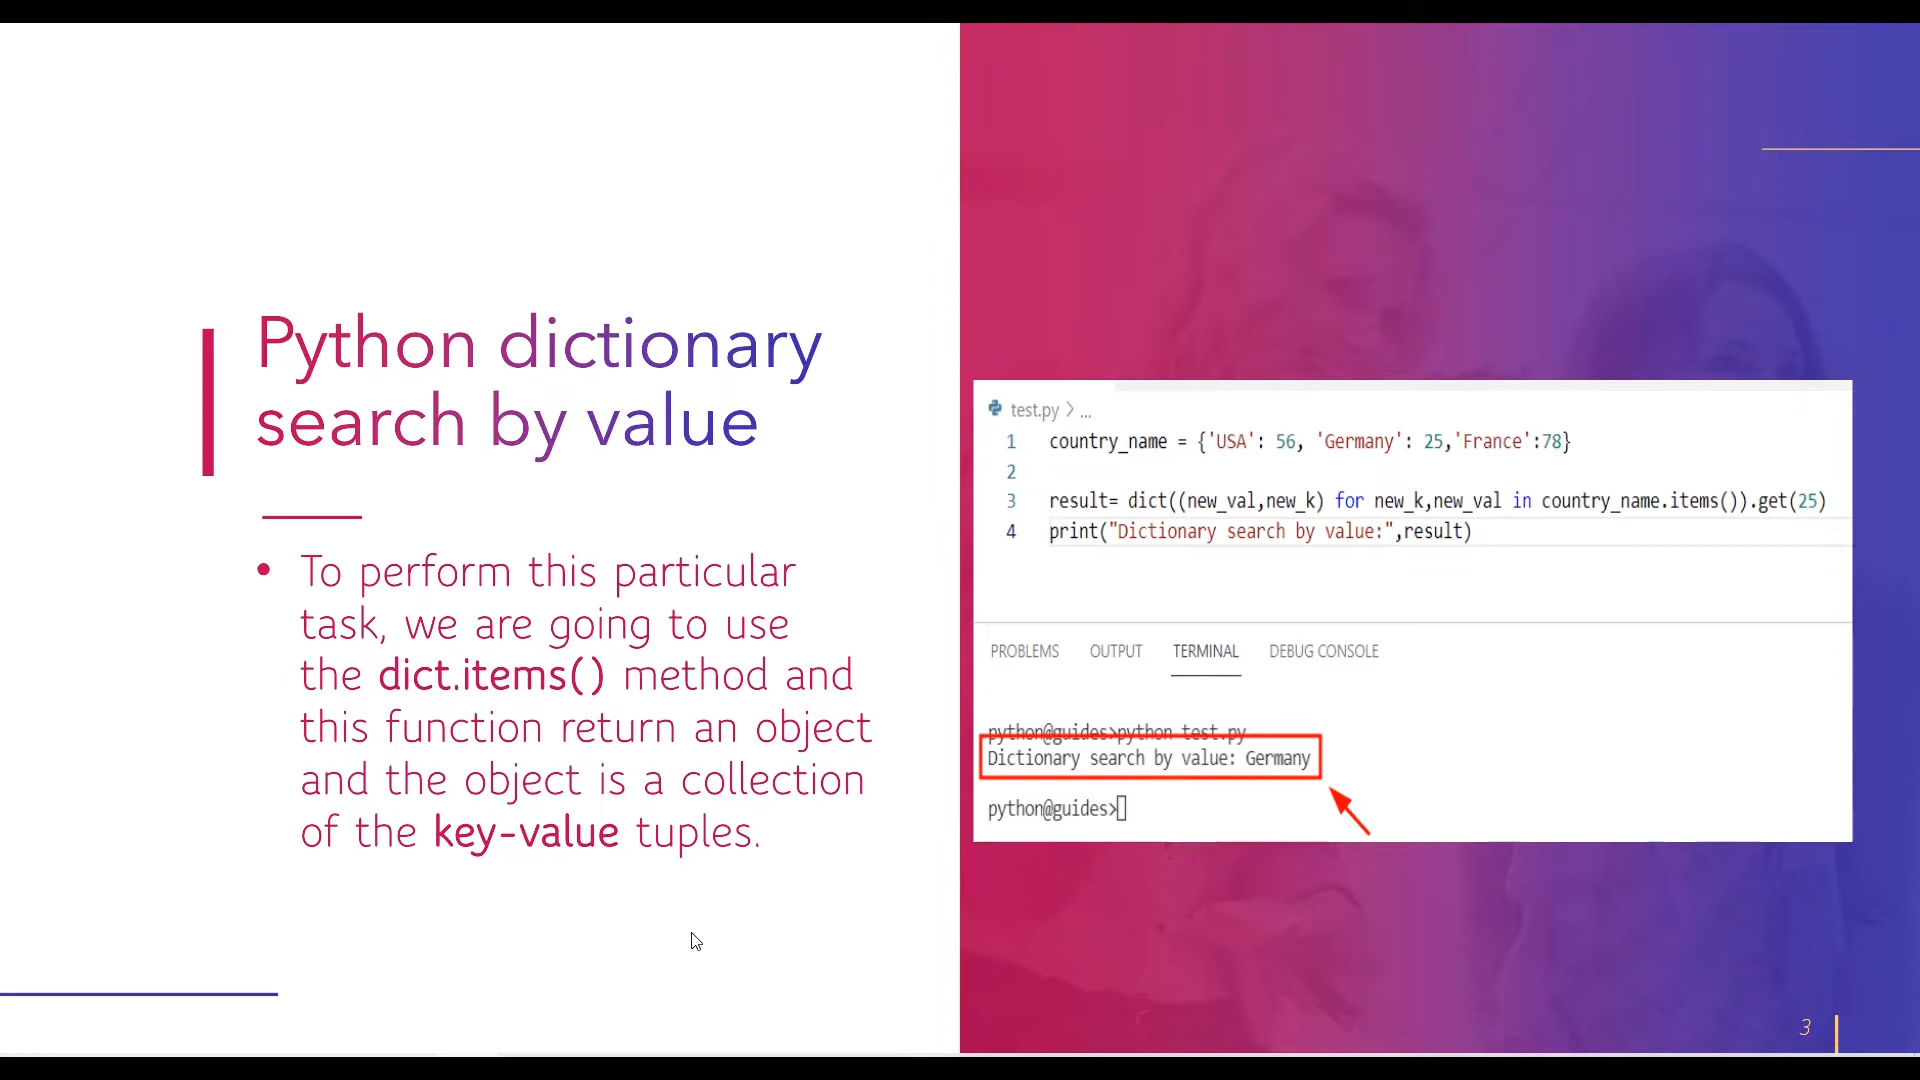 Python dictionary
search by value
• To perform this particular
task, we are going to use
the dict.items() method and
this function return an object
and the object is a collection
of the key-value tuples.
test.py > ...
1 country_name = {'USA': 56, 'Germany': 25,'France':78}
2
3 result= dict((new_val,new_k) for new_k,new_val in country_name.items()).get(25)
4 print("Dictionary search by value:",result)
PROBLEMS OUTPUT TERMINAL DEBUG CONSOLE
python@guides>python test.py
Dictionary search by value: Germany
python@guides>
3